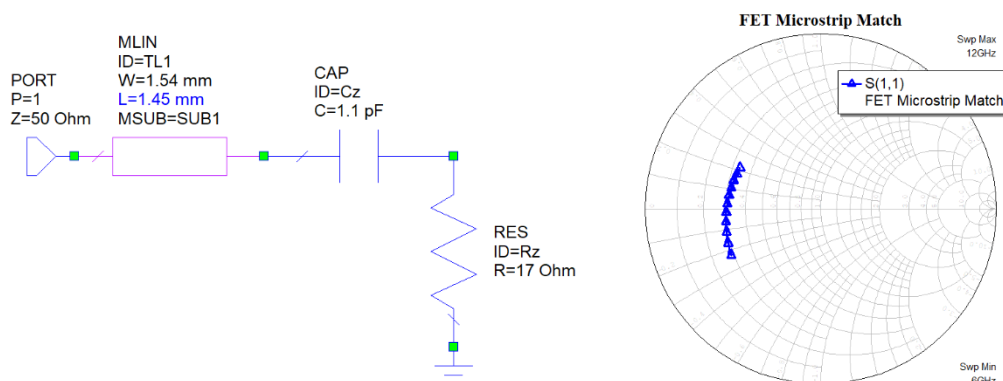 PORT
P=1
Z=50 Ohm
MLIN
ID=TL1
W=1.54 mm
L=1.45 mm
MSUB=SUB1
CAP
ID=Cz
C=1.1 pF
RES
ID=Rz
R=17 Ohm
FET Microstrip Match
Swp Max
12GHz
S(1,1)
FET Microstrip Match
Swp Min
6GHz